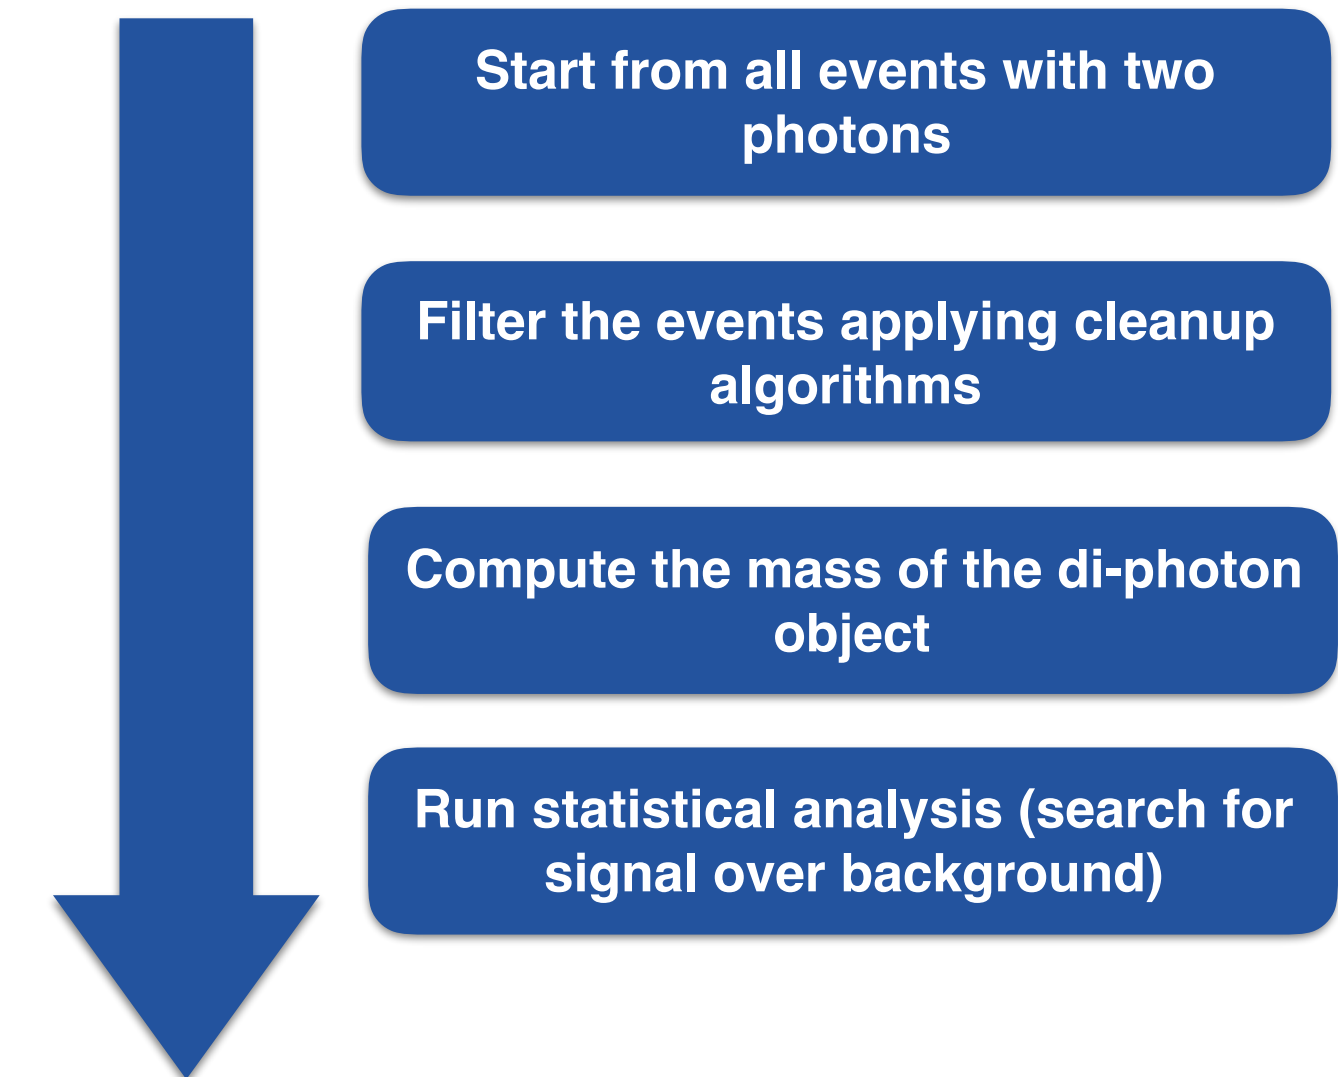 Start from all events with two
photons
Filter the events applying cleanup
algorithms
Compute the mass of the di-photon
object
Run statistical analysis (search for
signal over background)